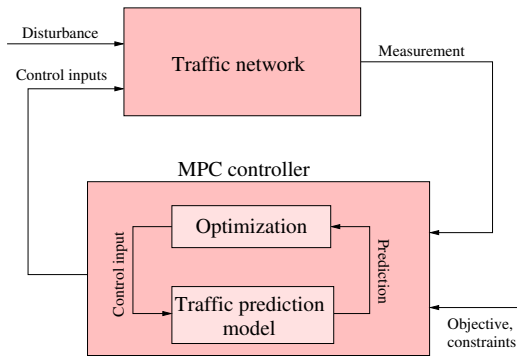 Disturbance
Traffic network
Measurement
Control inputs
MPC controller
Optimization
Control input
Prediction
Traffic prediction
model
Objective,
constraints